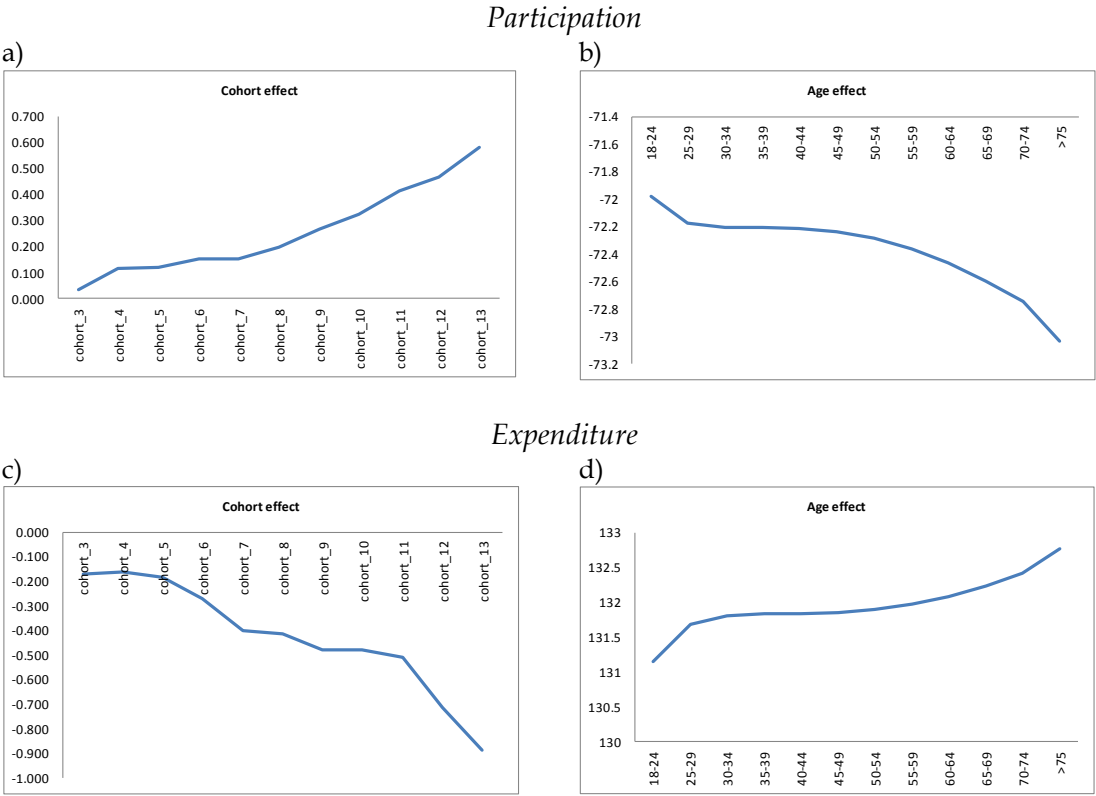 Participation
a)
Cohort effect
0.700
0.600
0.500
0.400
0.300
0.200
0.100
0.000
cohort_3
cohort_4
cohort_5
cohort_6
cohort_7
cohort_8
cohort_9
cohort_10
cohort_11
cohort_12
cohort_13
b)
Age effect
-71.4
-71.6
-71.8
-72
-72.2
-72.4
-72.6
-72.8
-73
-73.2
18-24
25-29
30-34
35-39
40-44
45-49
50-54
55-59
60-64
65-69
70-74
>75
Expenditure
c)
Cohort effect
0.000
-0.100
-0.200
-0.300
-0.400
-0.500
-0.600
-0.700
-0.800
-0.900
-1.000
cohort_3
cohort_4
cohort_5
cohort_6
cohort_7
cohort_8
cohort_9
cohort_10
cohort_11
cohort_12
cohort_13
d)
Age effect
133
132.5
132
131.5
131
130.5
130
18-24
25-29
30-34
35-39
40-44
45-49
50-54
55-59
60-64
65-69
70-74
>75